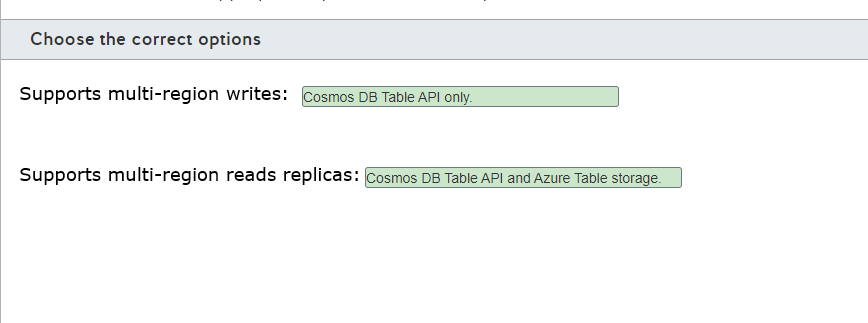 Choose the correct options
Supports multi-region writes: Cosmos DB Table API only.
Supports multi-region reads replicas: Cosmos DB Table API and Azure Table storage.